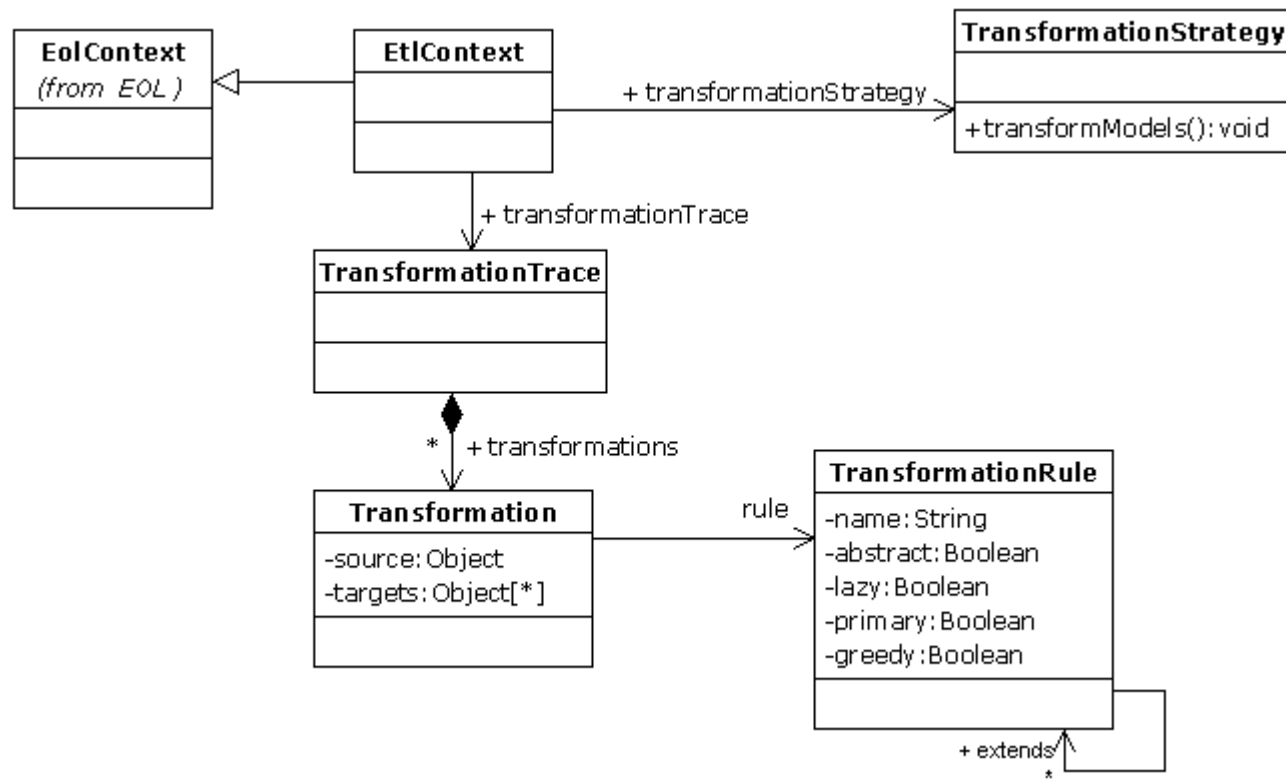 EolContext
(from EOL)
EtlContext
TransformationStrategy
+transformModels():void
+ transformationStrategy
+ transformationTrace
TransformationTrace
*
+ transformations
Transformation
-source:Object
-targets:Object[*]
rule
TransformationRule
-name:String
-abstract:Boolean
-lazy:Boolean
-primary:Boolean
-greedy:Boolean
+ extends
*